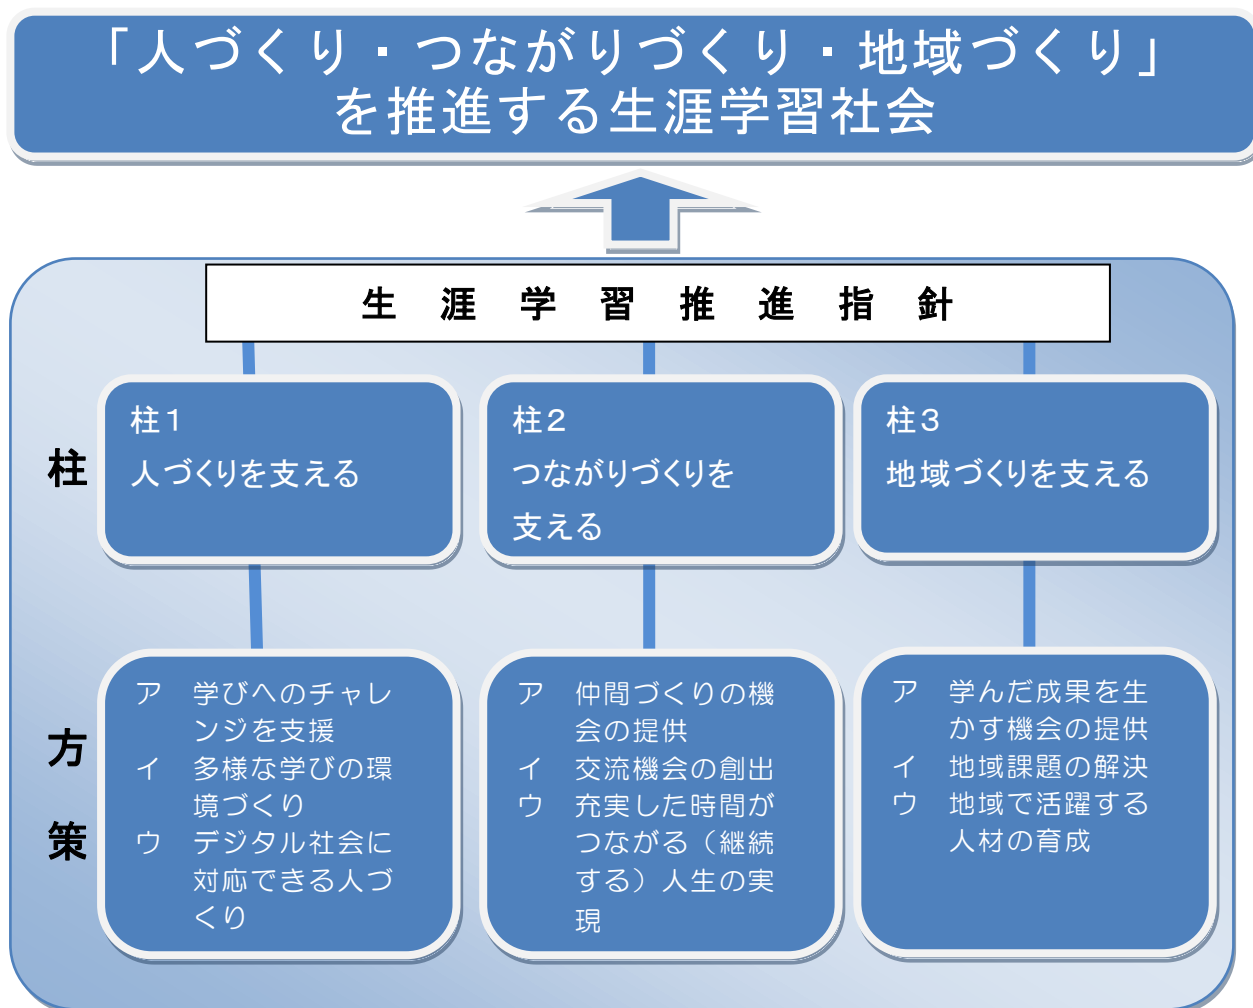 「人づくり・つながりづくり・地域づくり」
を推進する生涯学習社会
生涯学習推進指針
柱
柱１
人づくりを支える
柱２
つながりづくりを
支える
柱３
地域づくりを支える
方
策
ア　学びへのチャレ
ンジを支援
イ　多様な学びの環
境づくり
ウ　デジタル社会に
対応できる人づ
くり
ア　仲間づくりの機
会の提供
イ　交流機会の創出
ウ　充実した時間が
つながる（継続
する）人生の実
現
ア　学んだ成果を生
かす機会の提供
イ　地域課題の解決
ウ　地域で活躍する
人材の育成